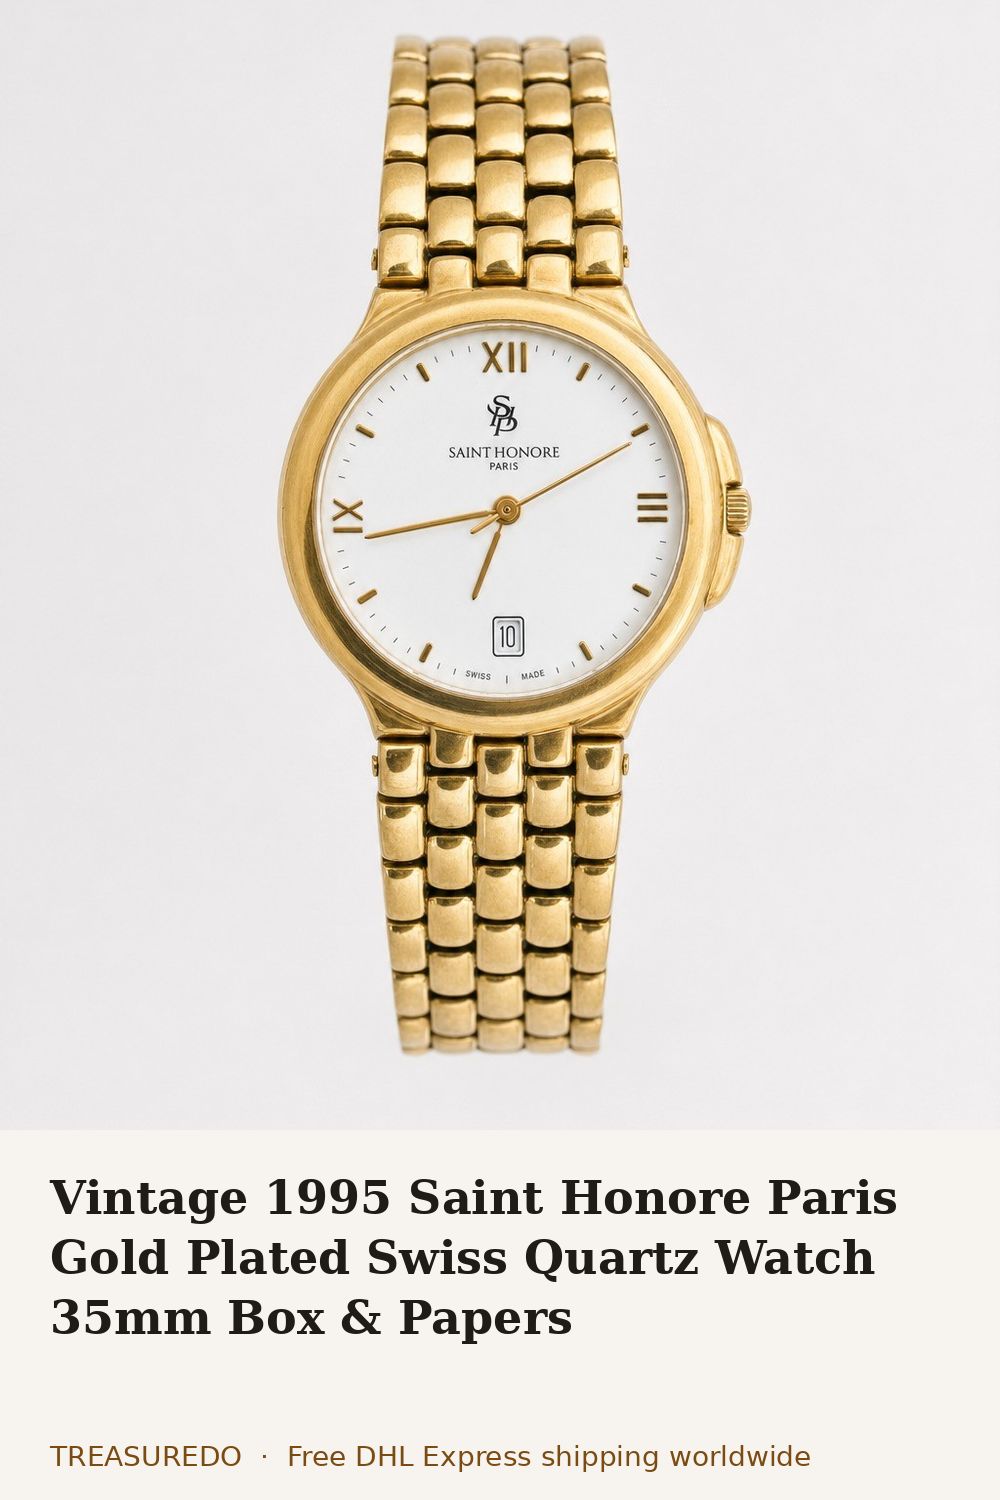 XII
SHP
SAINT HONORE
PARIS
IX
III
10
SWISS MADE
Vintage 1995 Saint Honore Paris
Gold Plated Swiss Quartz Watch
35mm Box & Papers
TREASUREDO · Free DHL Express shipping worldwide